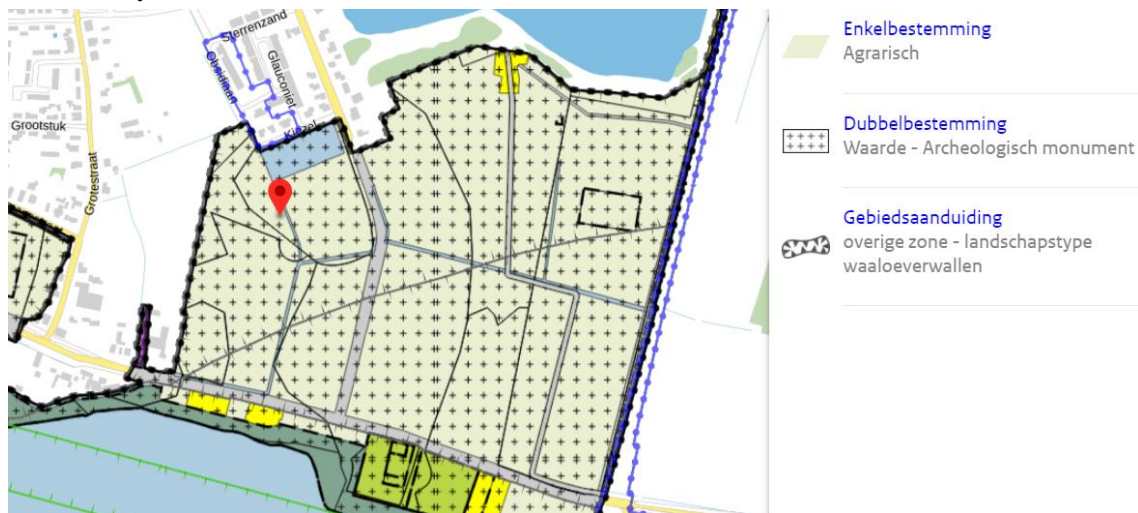 Sterrenzand
Obsidiaan
Glauconiet
Kiezel
Grootstuk
Grotestraat
Enkelbestemming
Agrarisch
Dubbelbestemming
Waarde - Archeologisch monument
Gebiedsaanduiding
overige zone - landschapstype
waaloeverwallen